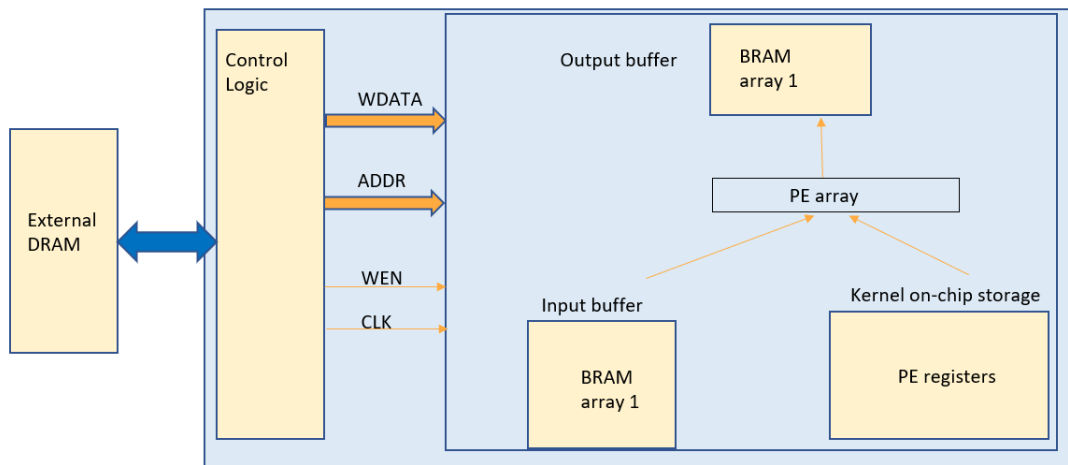 Control
Logic
Output buffer
BRAM
array 1
WDATA
ADDR
PE array
External
DRAM
WEN
CLK
Input buffer
Kernel on-chip storage
BRAM
array 1
PE registers